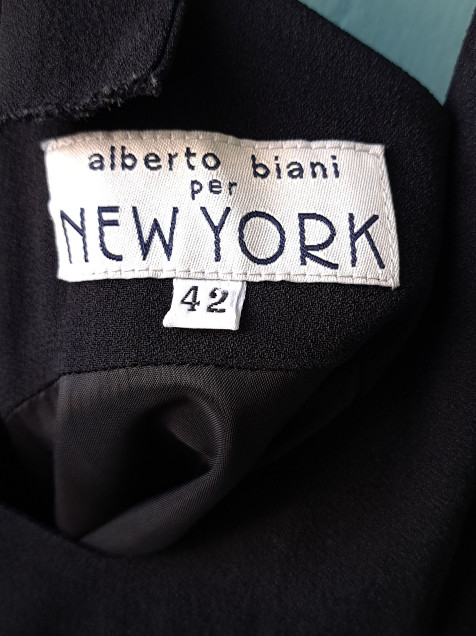 alberto biani
per
NEW YORK
42